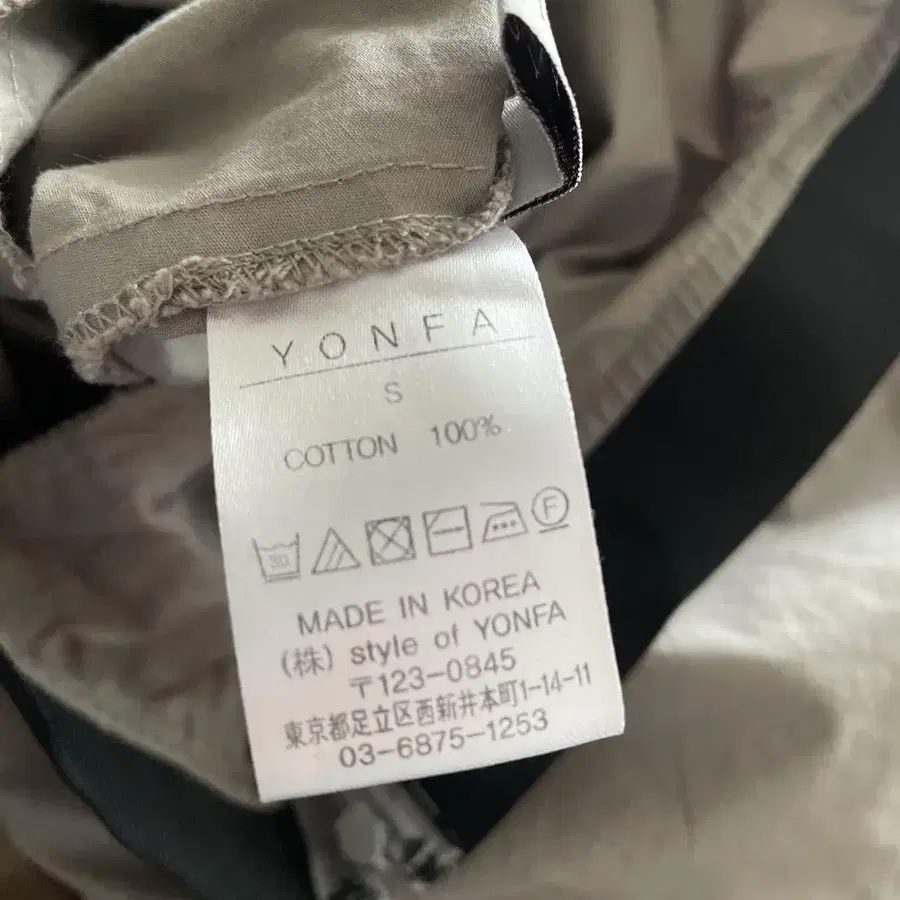 YONFA
S
COTTON 100%
30 F
MADE IN KOREA
(株) style of YONFA
〒123-0845
東京都足立区西新井本町1-14-11
03-6875-1253